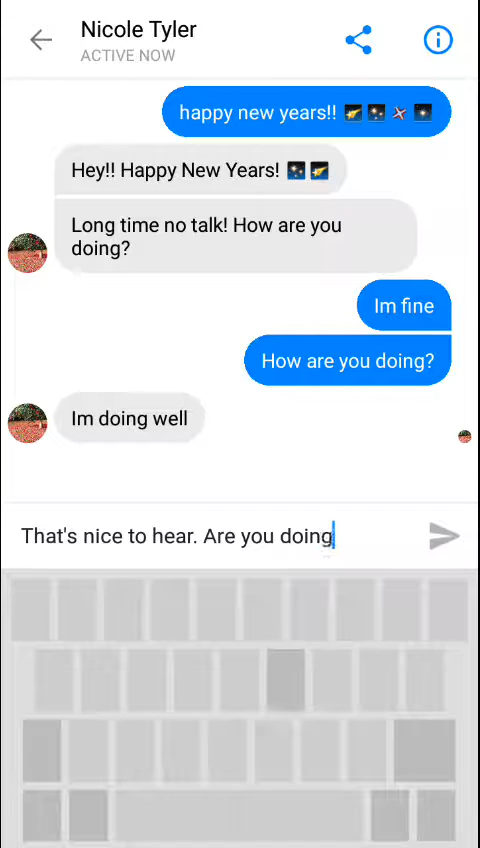 Nicole Tyler
ACTIVE NOW
happy new years!! 🌠🎇🎌🎆
Hey!! Happy New Years! 🎇🌠
Long time no talk! How are you
doing?
Im fine
How are you doing?
Im doing well
That's nice to hear. Are you doing